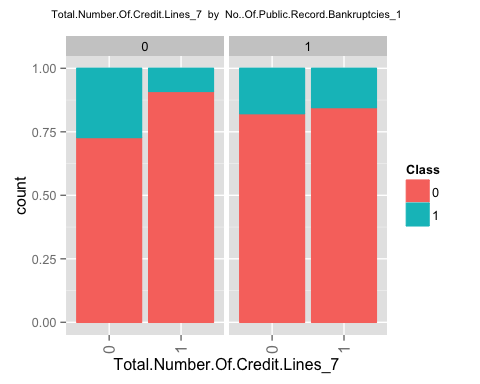 Total.Number.Of.Credit.Lines_7 by No..Of.Public.Record.Bankruptcies_1
0 1
1.00
0.75
0.50
0.25
0.00
count
0 1 0 1
Total.Number.Of.Credit.Lines_7
Class
0
1